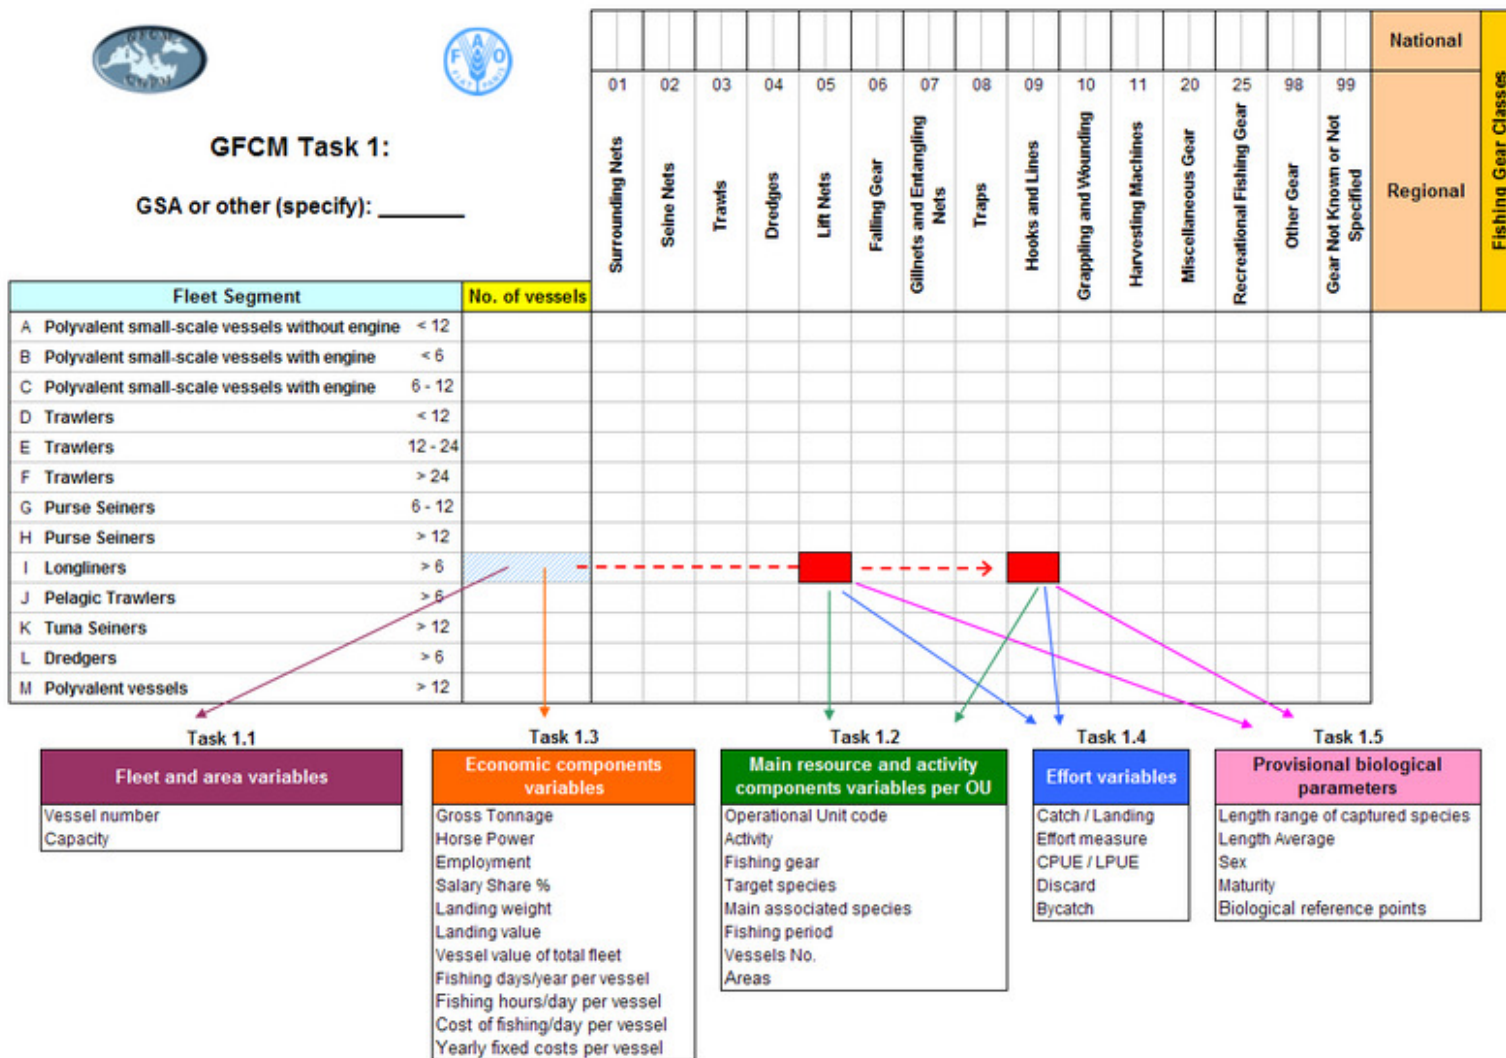 F A O
FIAT PANIS
GFCM Task 1:
GSA or other (specify): ________
National
Regional
Fishing Gear Classes
01 02 03 04 05 06 07 08 09 10 11 20 25 98 99
Surrounding Nets
Seine Nets
Trawls
Dredges
Lift Nets
Falling Gear
Gillnets and Entangling
Nets
Traps
Hooks and Lines
Grappling and Wounding
Harvesting Machines
Miscellaneous Gear
Recreational Fishing Gear
Other Gear
Gear Not Known or Not
Specified
Fleet Segment No. of vessels
A Polyvalent small-scale vessels without engine < 12
B Polyvalent small-scale vessels with engine < 6
C Polyvalent small-scale vessels with engine 6 - 12
D Trawlers < 12
E Trawlers 12 - 24
F Trawlers > 24
G Purse Seiners 6 - 12
H Purse Seiners > 12
I Longliners > 6
J Pelagic Trawlers > 6
K Tuna Seiners > 12
L Dredgers > 6
M Polyvalent vessels > 12
Task 1.1
Fleet and area variables
Vessel number
Capacity
Task 1.3
Economic components
variables
Gross Tonnage
Horse Power
Employment
Salary Share %
Landing weight
Landing value
Vessel value of total fleet
Fishing days/year per vessel
Fishing hours/day per vessel
Cost of fishing/day per vessel
Yearly fixed costs per vessel
Task 1.2
Main resource and activity
components variables per OU
Operational Unit code
Activity
Fishing gear
Target species
Main associated species
Fishing period
Vessels No.
Areas
Task 1.4
Effort variables
Catch / Landing
Effort measure
CPUE / LPUE
Discard
Bycatch
Task 1.5
Provisional biological
parameters
Length range of captured species
Length Average
Sex
Maturity
Biological reference points